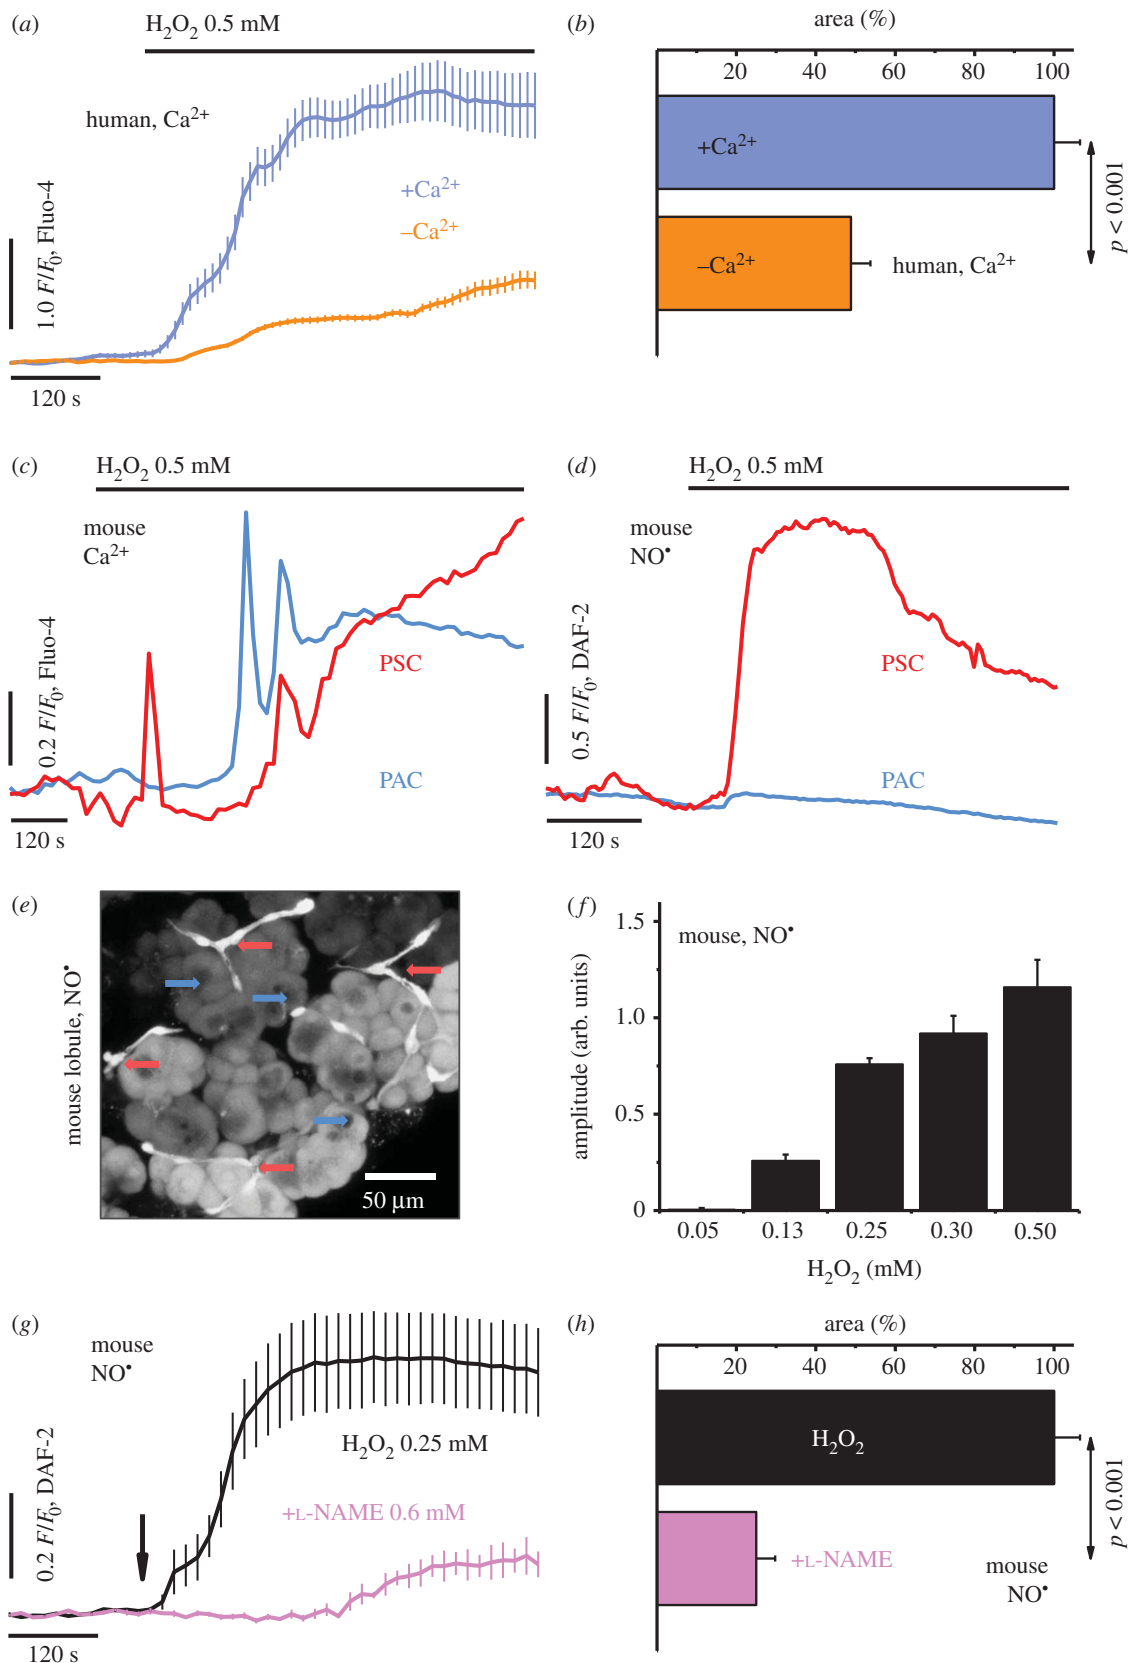 (a)
H₂O₂ 0.5 mM
human, Ca²⁺
+Ca²⁺
–Ca²⁺
1.0 F/F₀, Fluo-4
120 s
(b)
area (%)
20 40 60 80 100
+Ca²⁺
–Ca²⁺
human, Ca²⁺
p < 0.001
(c)
H₂O₂ 0.5 mM
mouse
Ca²⁺
PSC
PAC
0.2 F/F₀, Fluo-4
120 s
(d)
H₂O₂ 0.5 mM
mouse
NO•
PSC
PAC
0.5 F/F₀, DAF-2
120 s
(e)
mouse lobule, NO•
50 µm
(f)
mouse, NO•
amplitude (arb. units)
1.5
1.0
0.5
0
0.05 0.13 0.25 0.30 0.50
H₂O₂ (mM)
(g)
mouse
NO•
H₂O₂ 0.25 mM
+L-NAME 0.6 mM
0.2 F/F₀, DAF-2
120 s
(h)
area (%)
20 40 60 80 100
H₂O₂
+L-NAME
mouse
NO•
p < 0.001